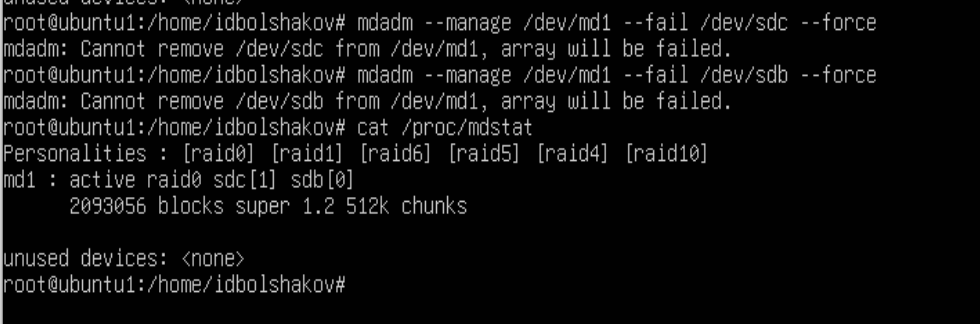 unused devices: <none>
root@ubuntu1:/home/idbolshakov# mdadm --manage /dev/md1 --fail /dev/sdc --force
mdadm: Cannot remove /dev/sdc from /dev/md1, array will be failed.
root@ubuntu1:/home/idbolshakov# mdadm --manage /dev/md1 --fail /dev/sdb --force
mdadm: Cannot remove /dev/sdb from /dev/md1, array will be failed.
root@ubuntu1:/home/idbolshakov# cat /proc/mdstat
Personalities : [raid0] [raid1] [raid6] [raid5] [raid4] [raid10]
md1 : active raid0 sdc[1] sdb[0]
      2093056 blocks super 1.2 512k chunks

unused devices: <none>
root@ubuntu1:/home/idbolshakov#